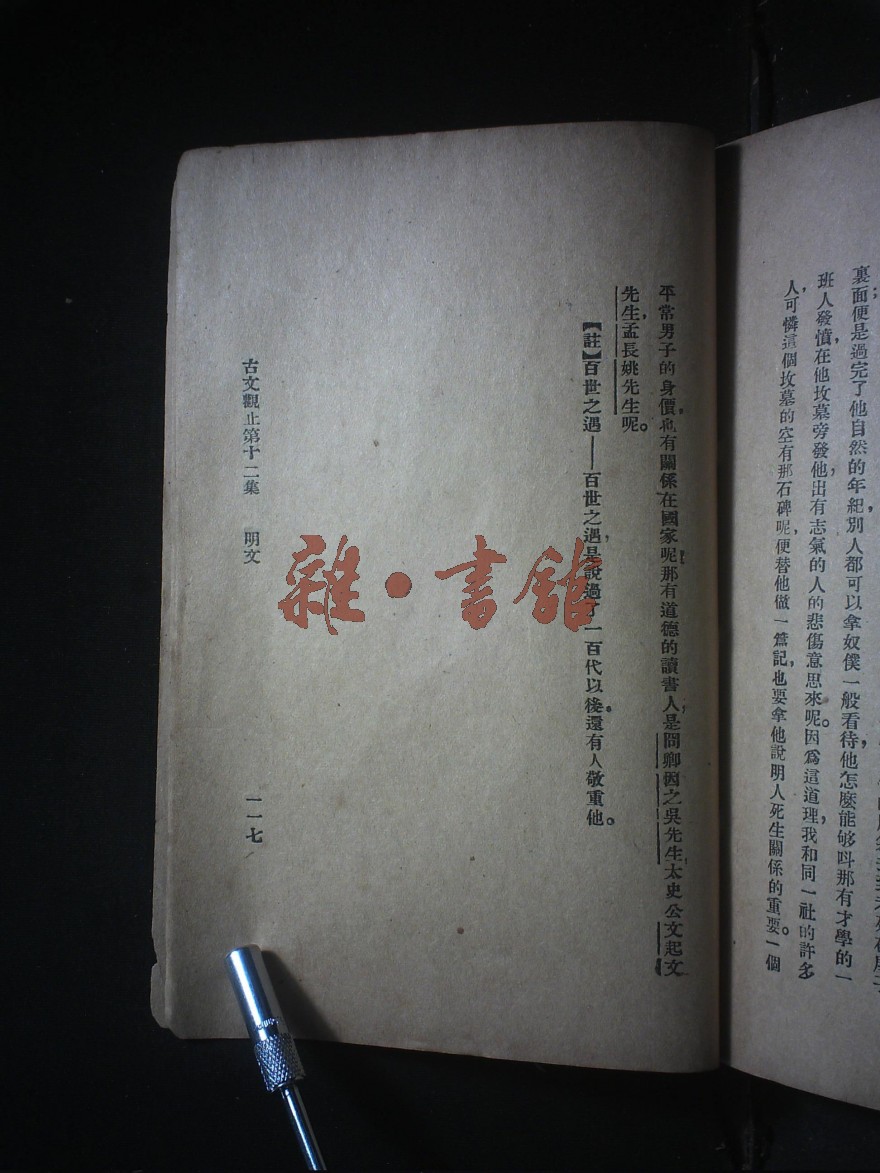 裏面便是過完了他自然的年紀，別人都可以拿奴僕一般看待他，怎麼能够呌那有才學的一
班人發憤，在他坟墓旁，發他出有志氣的人的悲傷意思來呢。因爲這道理，我和同一社的許多
人，可憐這個坟墓的空有那石碑呢，便替他做一篇記，也要拿他說明人死生關係的重要。一個
平常男子的身價，也有關係在國家呢！那有道德的讀書人，是冏卿因之吳先生，太史公文起文
先生，孟長姚先生呢。
【註】百世之遇——百世之遇，是說過了一百代以後。還有人敬重他。
古文觀止第十二集　明文
一一七
雜·書館